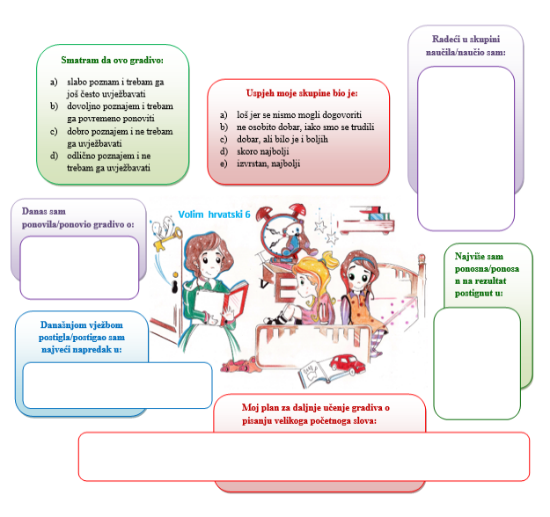 Smatram da ovo gradivo:
a) slabo poznam i trebam ga
još često uvježbavati
b) dovoljno poznajem i trebam
ga povremeno ponoviti
c) dobro poznajem i ne trebam
ga uvježbavati
d) odlično poznajem i ne
trebam ga uvježbavati
Uspjeh moje skupine bio je:
a) loš jer se nismo mogli dogovoriti
b) ne osobito dobar, iako smo se trudili
c) dobar, ali bilo je i boljih
d) skoro najbolji
e) izvrstan, najbolji
Radeći u skupini
naučila/naučio sam:
Danas sam
ponovila/ponovio gradivo o:
Volim hrvatski 6
Najviše sam
ponosna/ponosa
n na rezultat
postignut u:
Današnjom vježbom
postigla/postigao sam
najveći napredak u:
Moj plan za daljnje učenje gradiva o
pisanju velikoga početnoga slova: